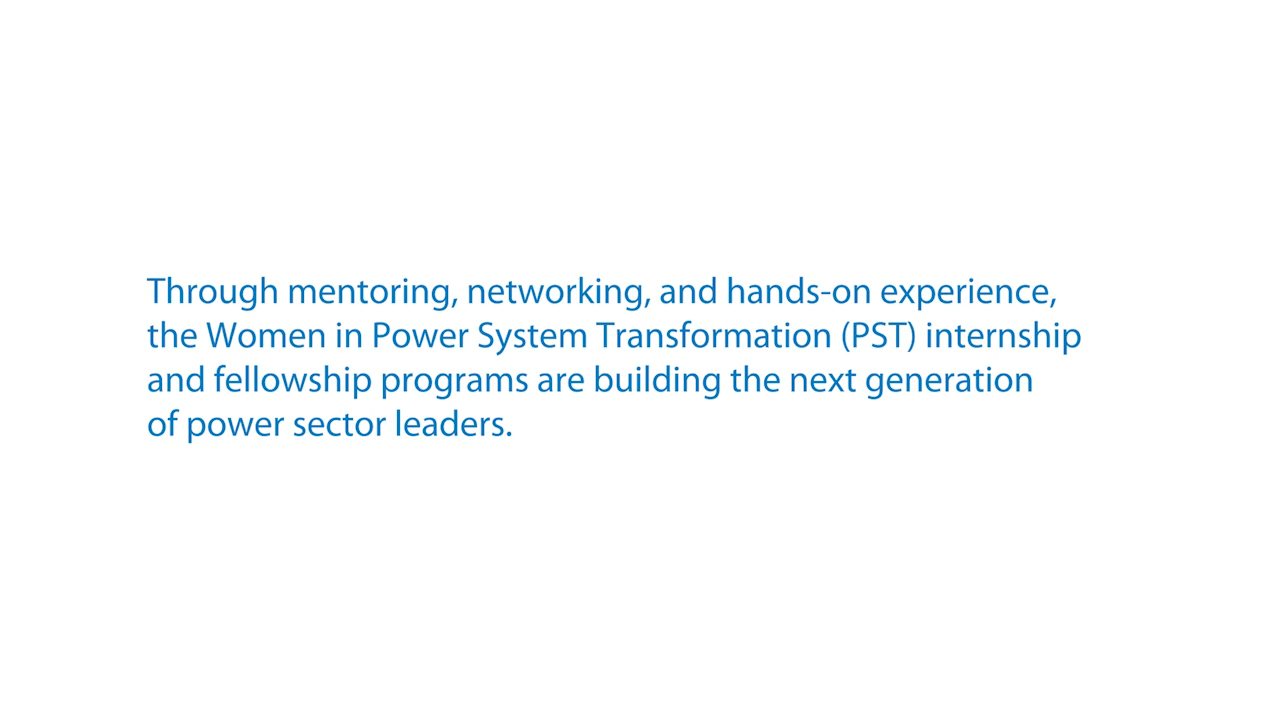 Through mentoring, networking, and hands-on experience,
the Women in Power System Transformation (PST) internship
and fellowship programs are building the next generation
of power sector leaders.